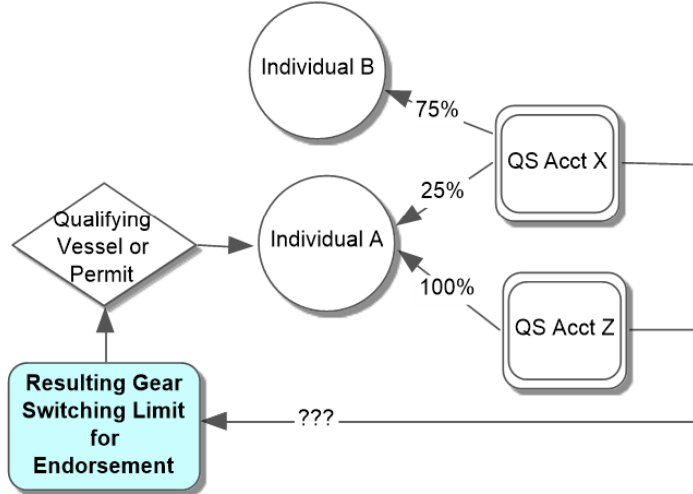 Individual B
75%
QS Acct X
25%
Qualifying
Vessel or
Permit
Individual A
100%
QS Acct Z
Resulting Gear
Switching Limit
for
Endorsement
???